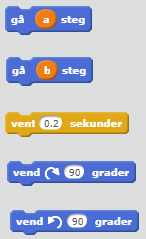 gå a steg
gå b steg
vent 0.2 sekunder
vend 90 grader
vend 90 grader